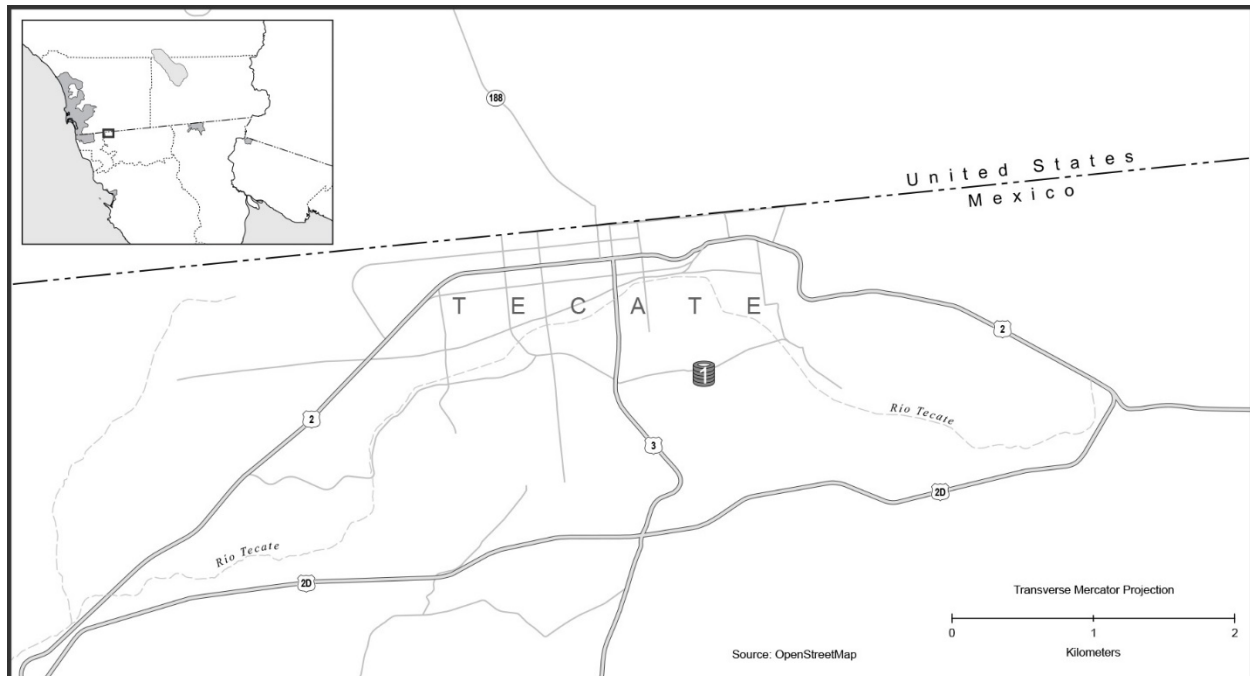 188
United States
Mexico
TECATE
2
1
2
Rio Tecate
3
2D
Rio Tecate
2D
Transverse Mercator Projection
0 1 2
Kilometers
Source: OpenStreetMap